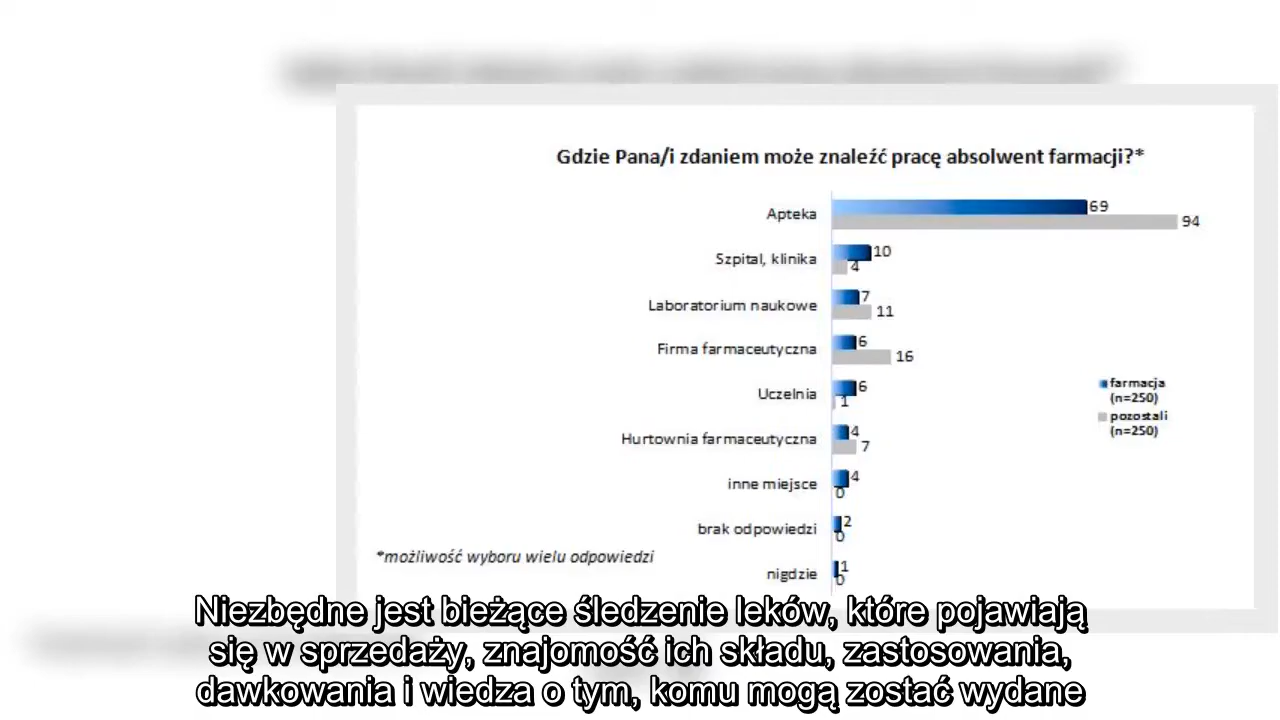 Gdzie Pana/i zdaniem może znaleźć pracę absolwent farmacji?*
Apteka 69 94
Szpital, klinika 10 4
Laboratorium naukowe 7 11
Firma farmaceutyczna 6 16
Uczelnia 6 1
Hurtownia farmaceutyczna 4 7
inne miejsce 4 0
brak odpowiedzi 2 0
nigdzie 1 0
farmacja
(n=250)
pozostali
(n=250)
*możliwość wyboru wielu odpowiedzi
Niezbędne jest bieżące śledzenie leków, które pojawiają
się w sprzedaży, znajomość ich składu, zastosowania,
dawkowania i wiedza o tym, komu mogą zostać wydane